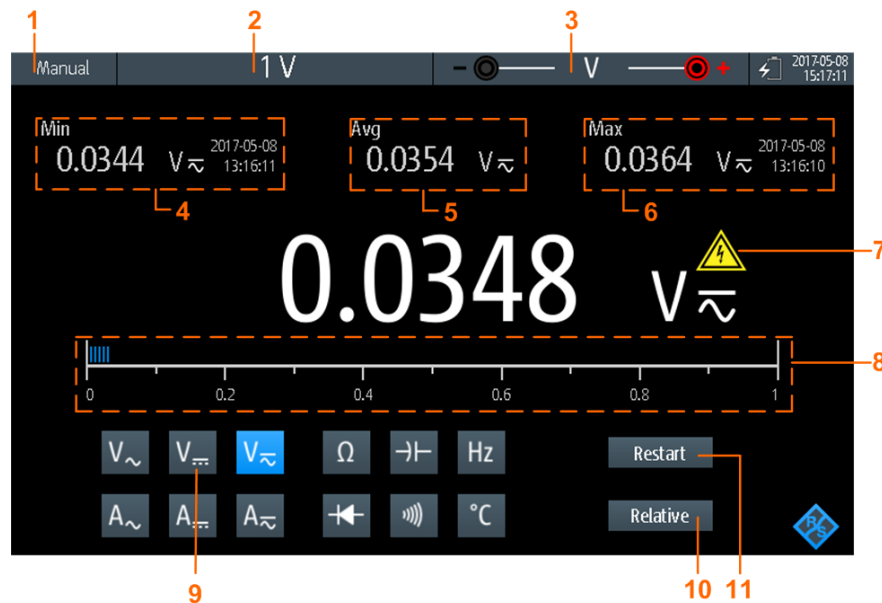 1 2 3
Manual 1 V - V + 2017-05-08
15:17:11
Min Avg Max
0.0344 V 2017-05-08 0.0354 V 0.0364 V 2017-05-08
13:16:11 13:16:10
4 5 6
0.0348 V 7
8
0 0.2 0.4 0.6 0.8 1
V~ V⎓ V⏦ Ω Hz Restart
A~ A⎓ A⏦ °C Relative R/S
9 10 11